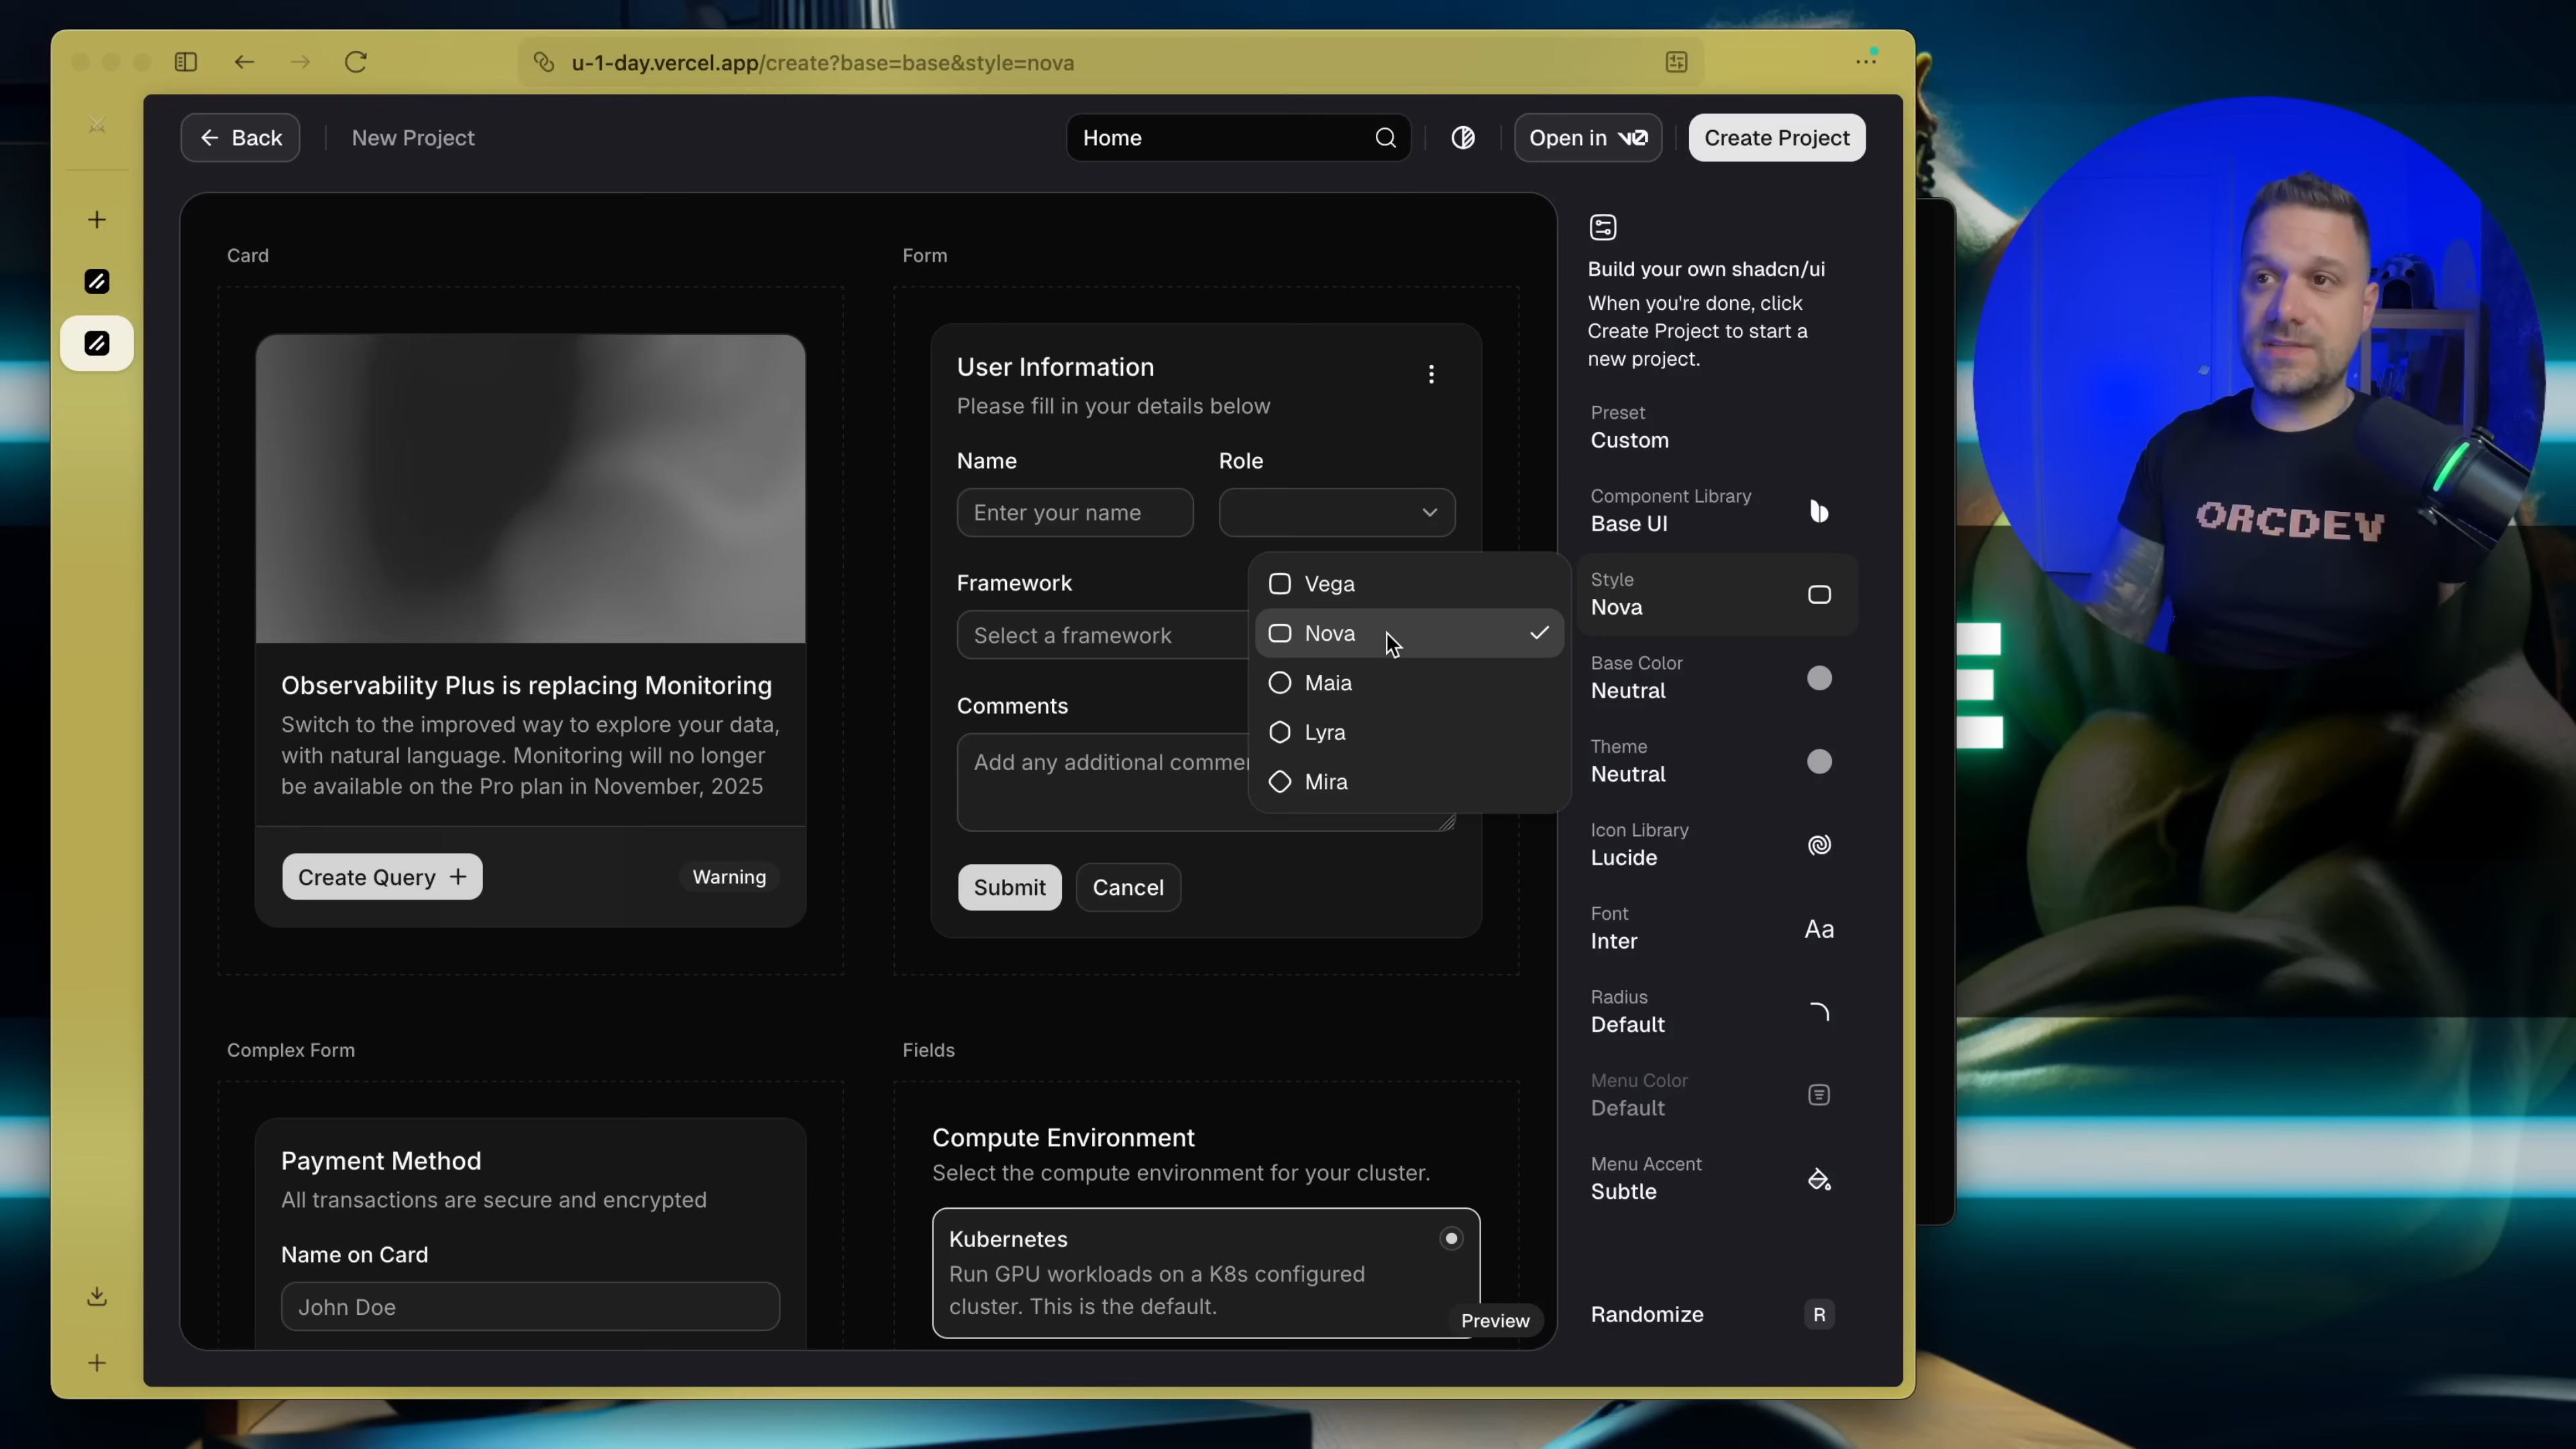 u-1-day.vercel.app/create?base=base&style=nova
Back
New Project
Home
Open in v0
Create Project
Card
Observability Plus is replacing Monitoring
Switch to the improved way to explore your data,
with natural language. Monitoring will no longer
be available on the Pro plan in November, 2025
Create Query
Warning
Form
User Information
Please fill in your details below
Name
Role
Enter your name
Framework
Select a framework
Comments
Submit
Cancel
Vega
Nova
Maia
Lyra
Mira
Complex Form
Payment Method
All transactions are secure and encrypted
Name on Card
John Doe
Fields
Compute Environment
Select the compute environment for your cluster.
Kubernetes
Run GPU workloads on a K8s configured
cluster. This is the default.
Preview
Build your own shadcn/ui
When you're done, click
Create Project to start a
new project.
Preset
Custom
Component Library
Base UI
Style
Nova
Base Color
Neutral
Theme
Neutral
Icon Library
Lucide
Font
Inter
Aa
Radius
Default
Menu Color
Default
Menu Accent
Subtle
Randomize
R
ORCDEV
E